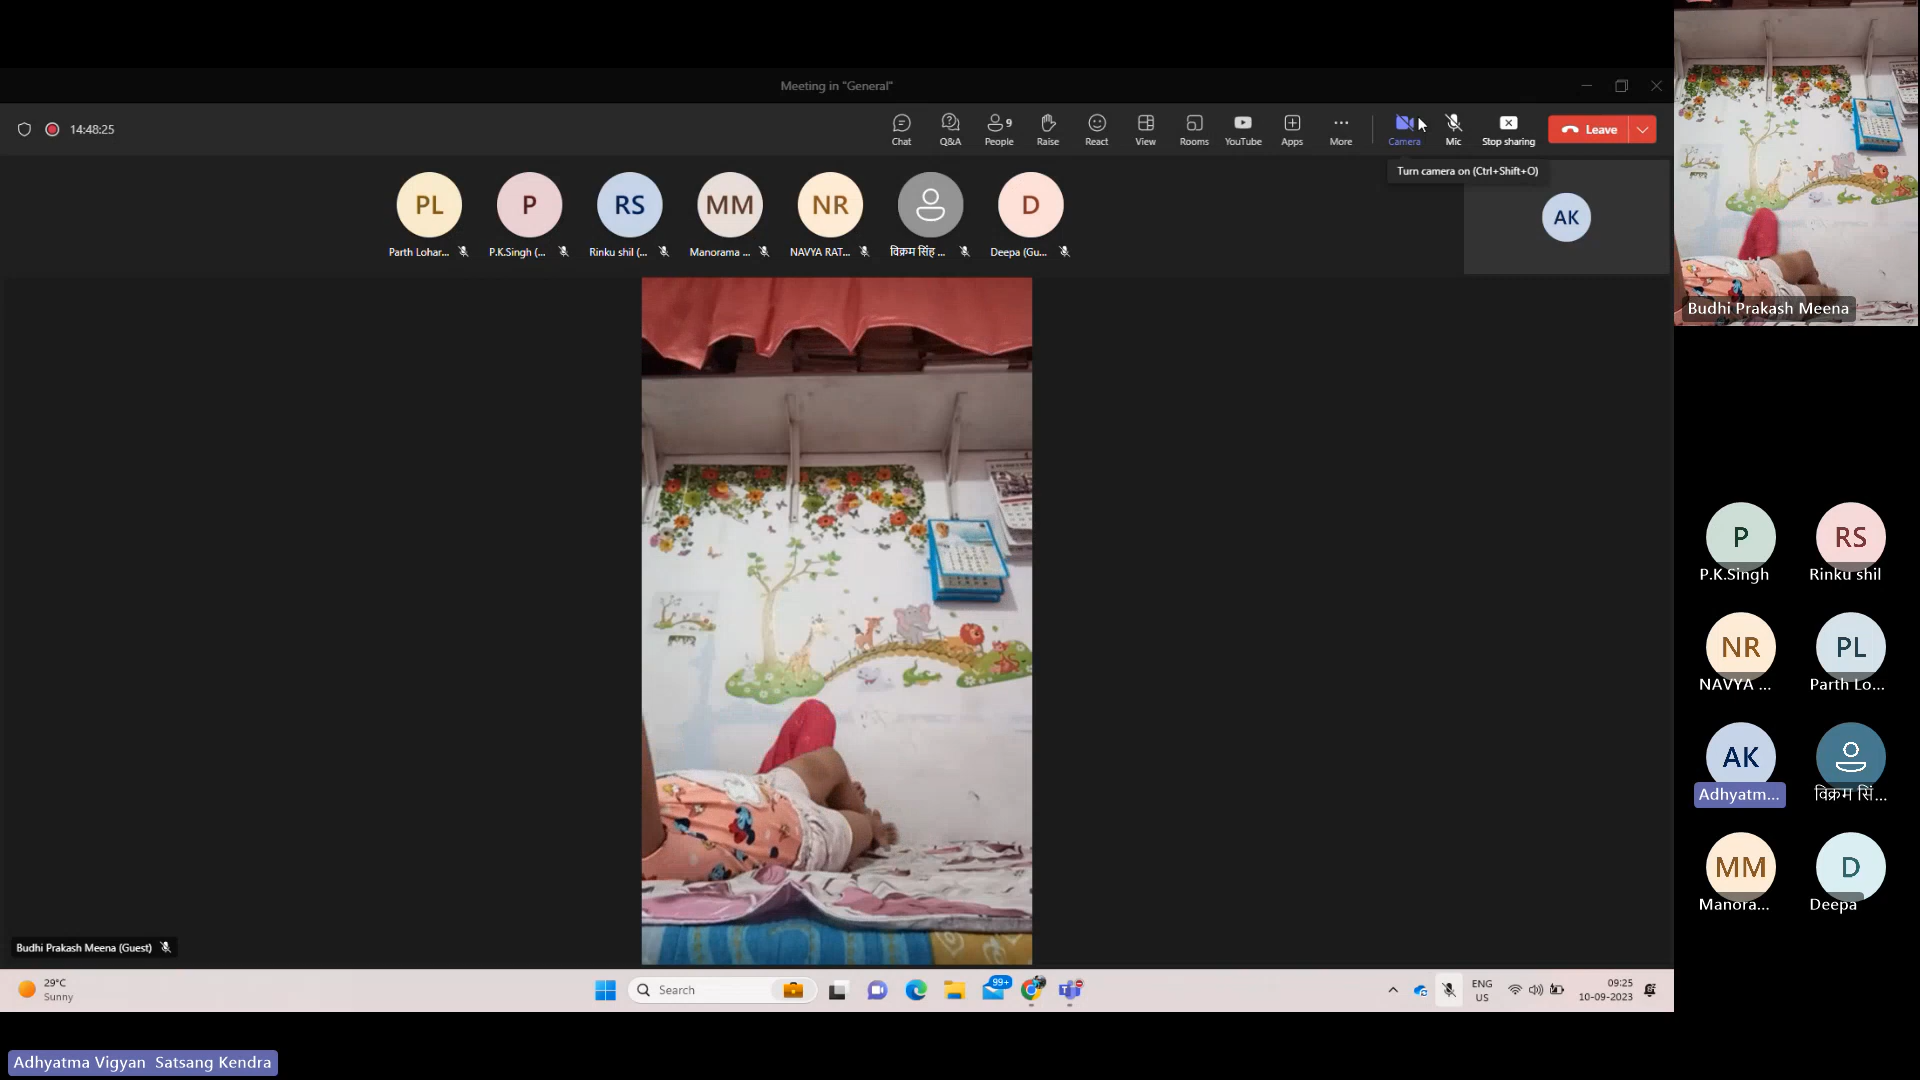 Meeting in "General"
14:48:25
Chat
Q&A
9
People
Raise
React
View
Rooms
YouTube
Apps
More
Camera
Mic
Stop sharing
Leave
Turn camera on (Ctrl+Shift+O)
PL
P
RS
MM
NR
D
AK
Parth Lohar...
P.K.Singh (...
Rinku shil (...
Manorama ...
NAVYA RAT...
विक्रम सिंह ...
Deepa (Gu...
Budhi Prakash Meena
P
RS
P.K.Singh
Rinku shil
NR
PL
NAVYA ...
Parth Lo...
AK
Adhyatm...
विक्रम सिं...
MM
D
Manora...
Deepa
Budhi Prakash Meena (Guest)
29°C
Sunny
Search
99+
ENG
US
09:25
10-09-2023
Adhyatma Vigyan Satsang Kendra